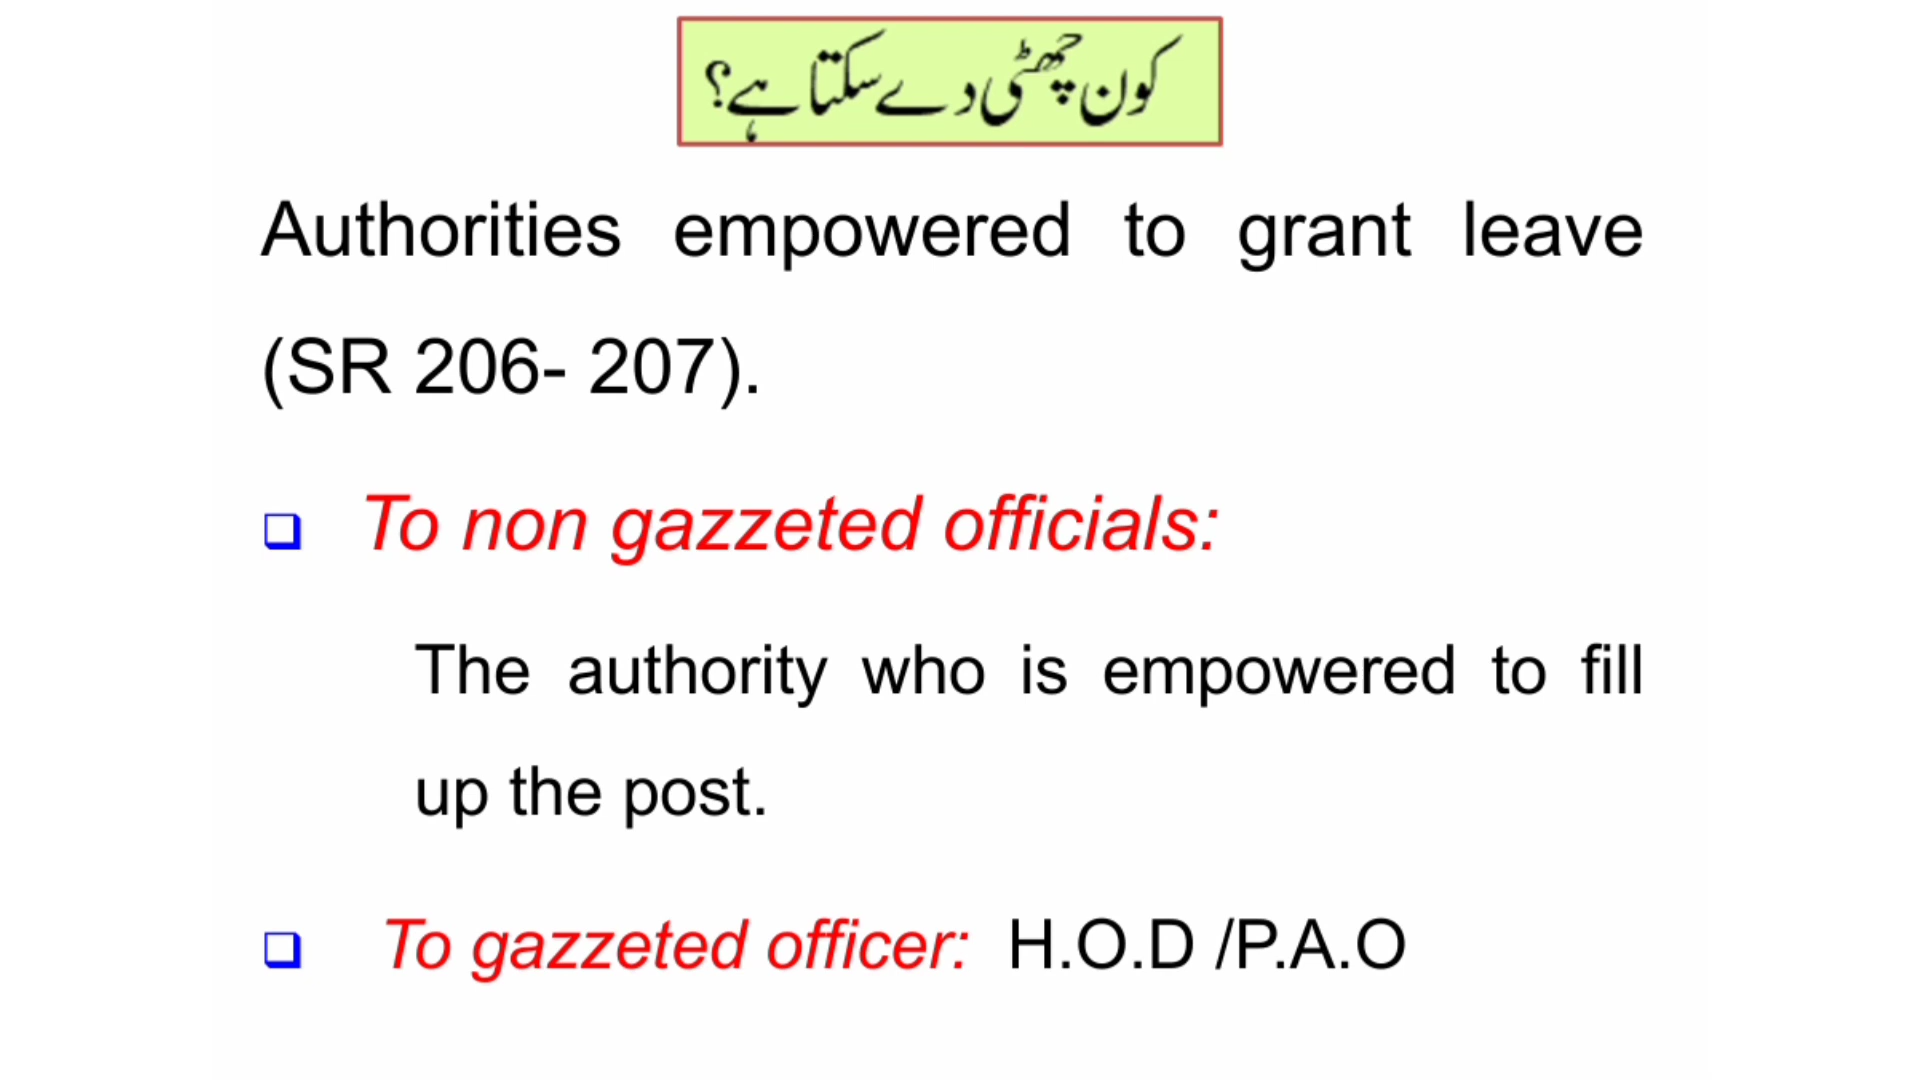 کون چھٹی دے سکتا ہے؟
Authorities empowered to grant leave
(SR 206- 207).
To non gazzeted officials:
The authority who is empowered to fill
up the post.
To gazzeted officer: H.O.D /P.A.O